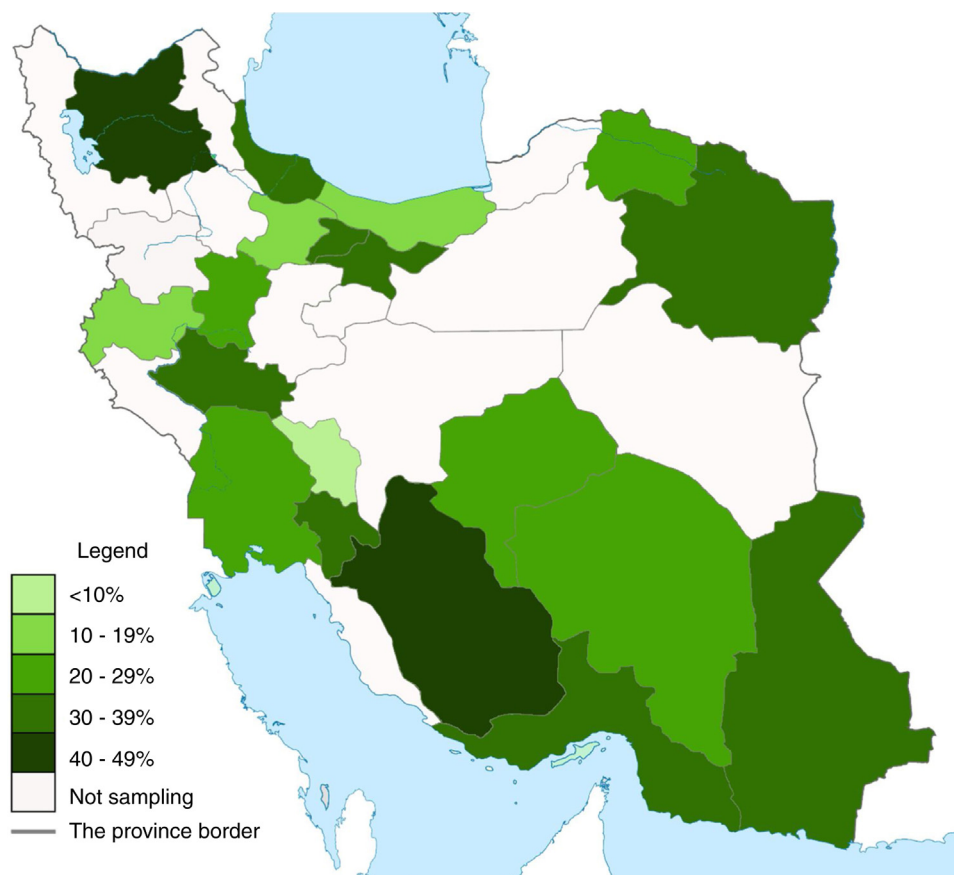 Legend
<10%
10 - 19%
20 - 29%
30 - 39%
40 - 49%
Not sampling
The province border